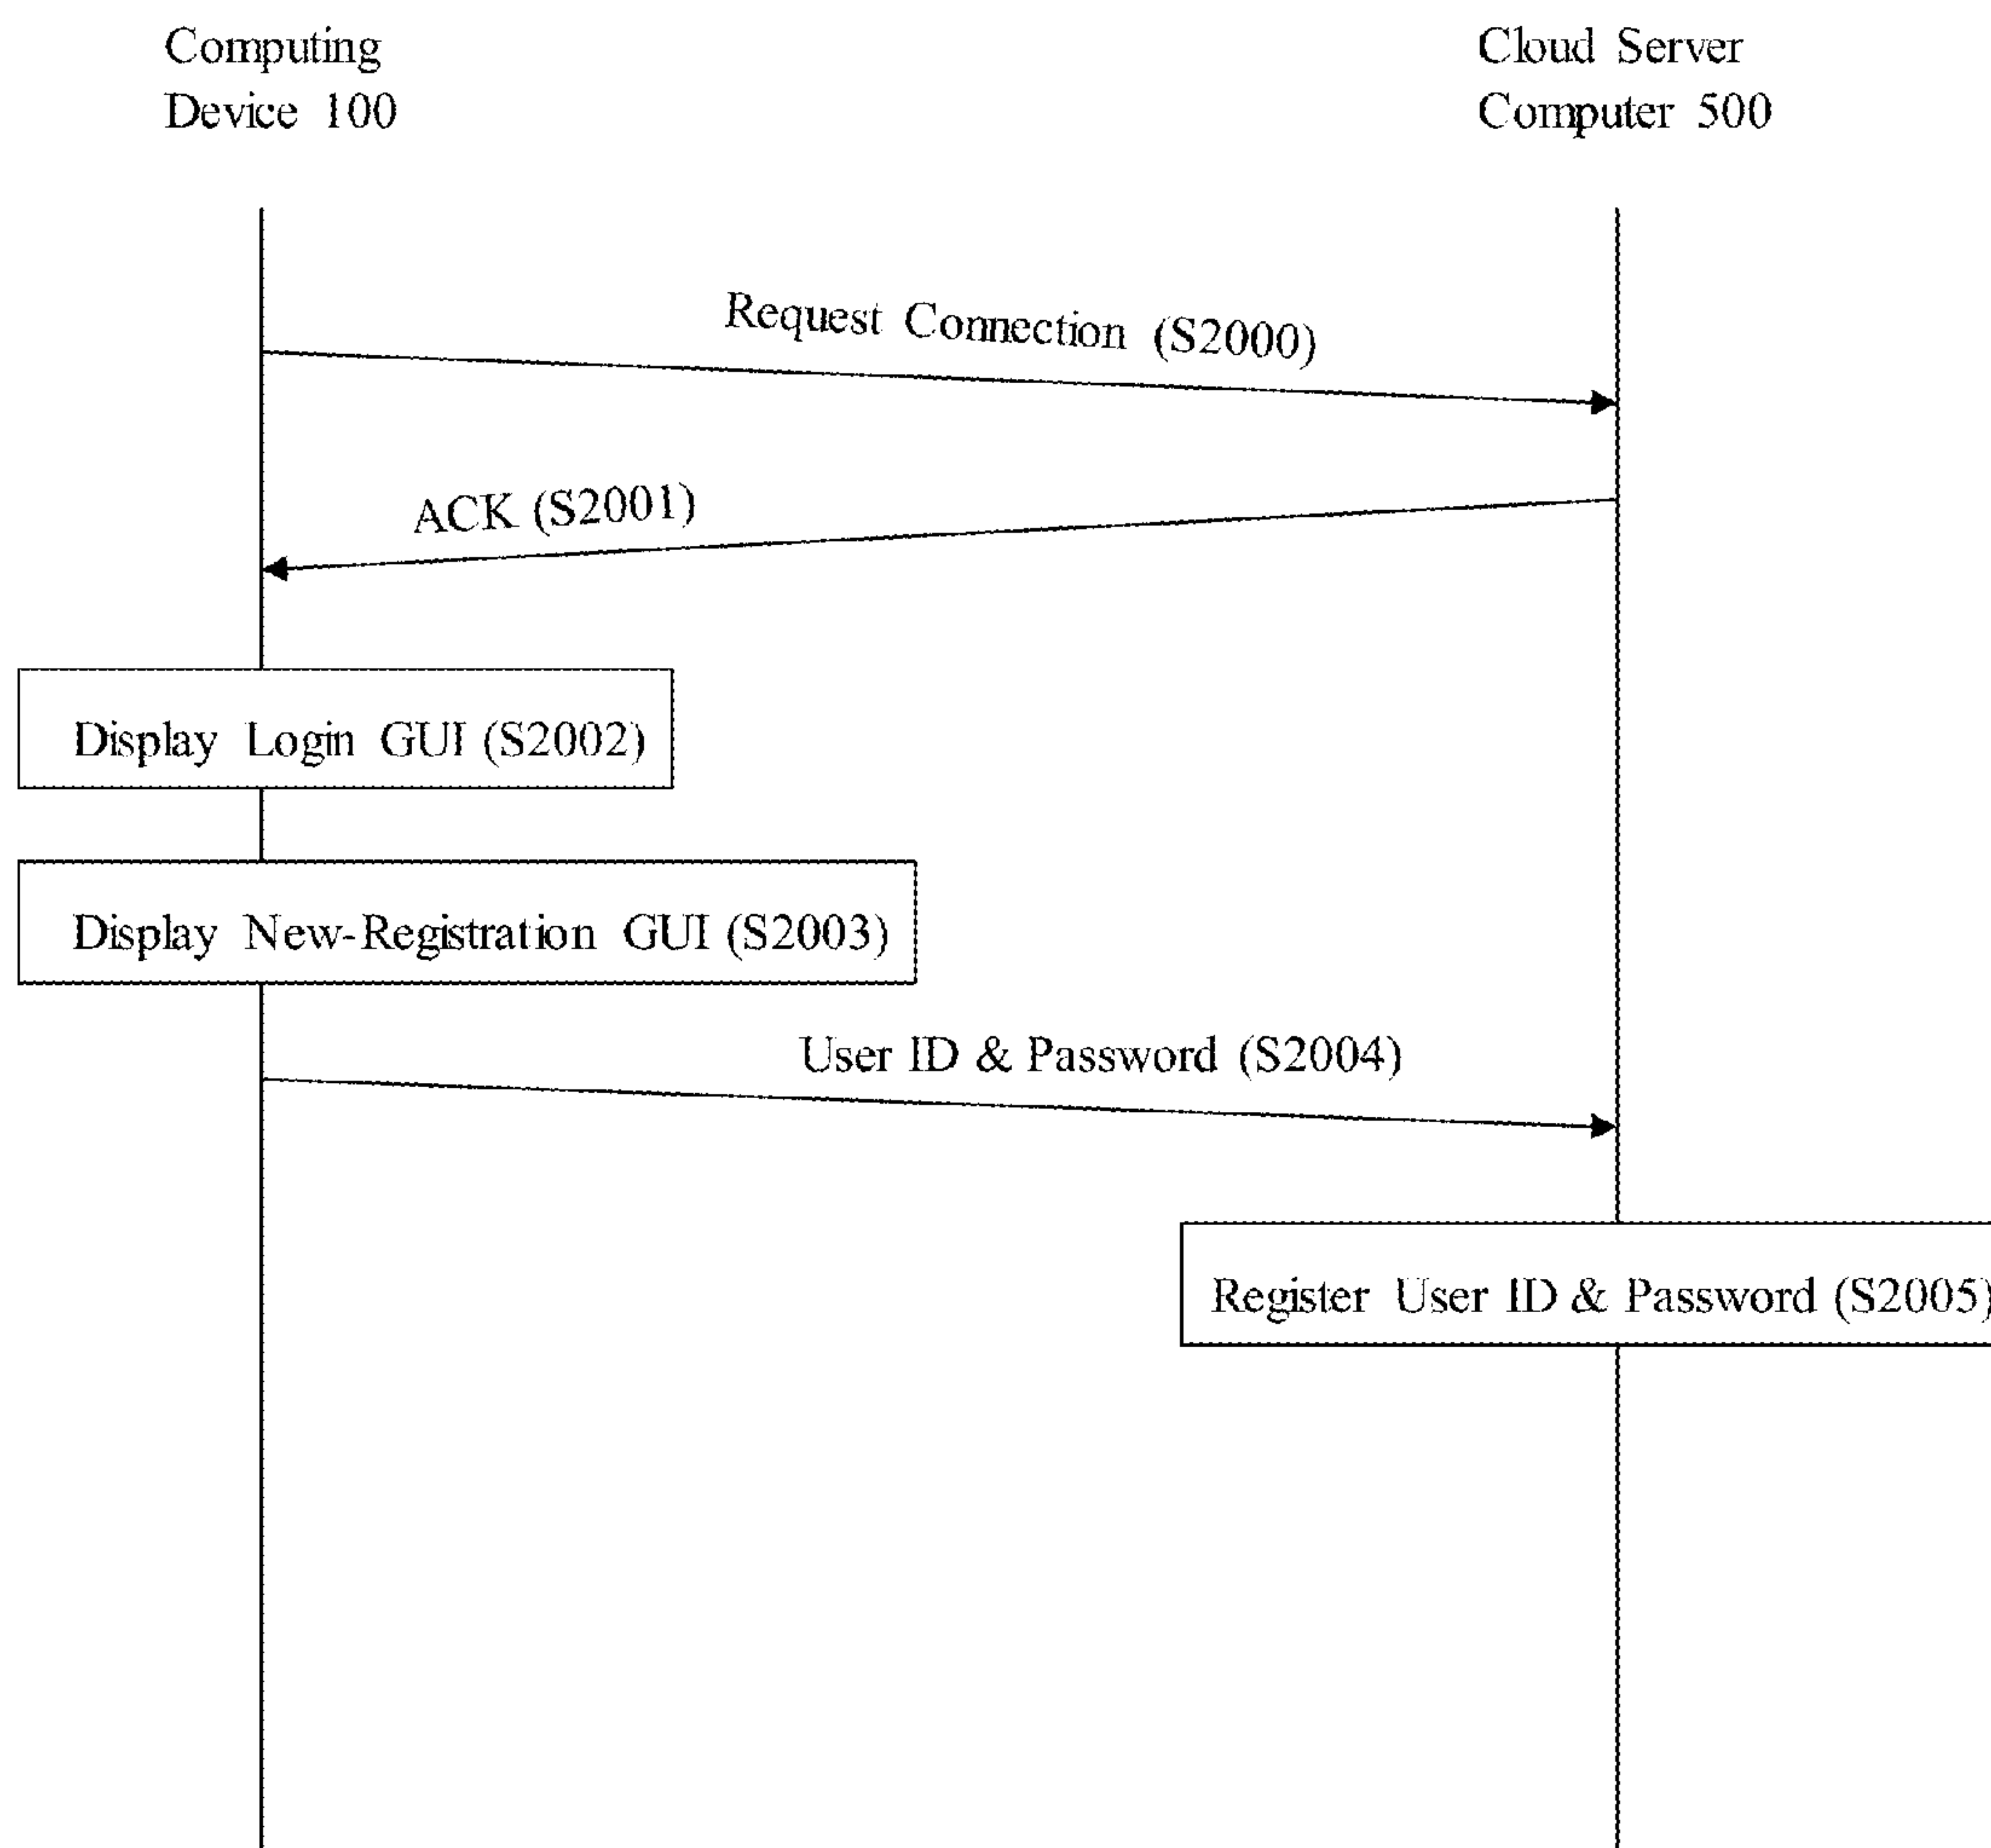 Computing
Device 100
Cloud Server
Computer 500
Request Connection (S2000)
ACK (S2001)
Display Login GUI (S2002)
Display New-Registration GUI (S2003)
User ID & Password (S2004)
Register User ID & Password (S2005)